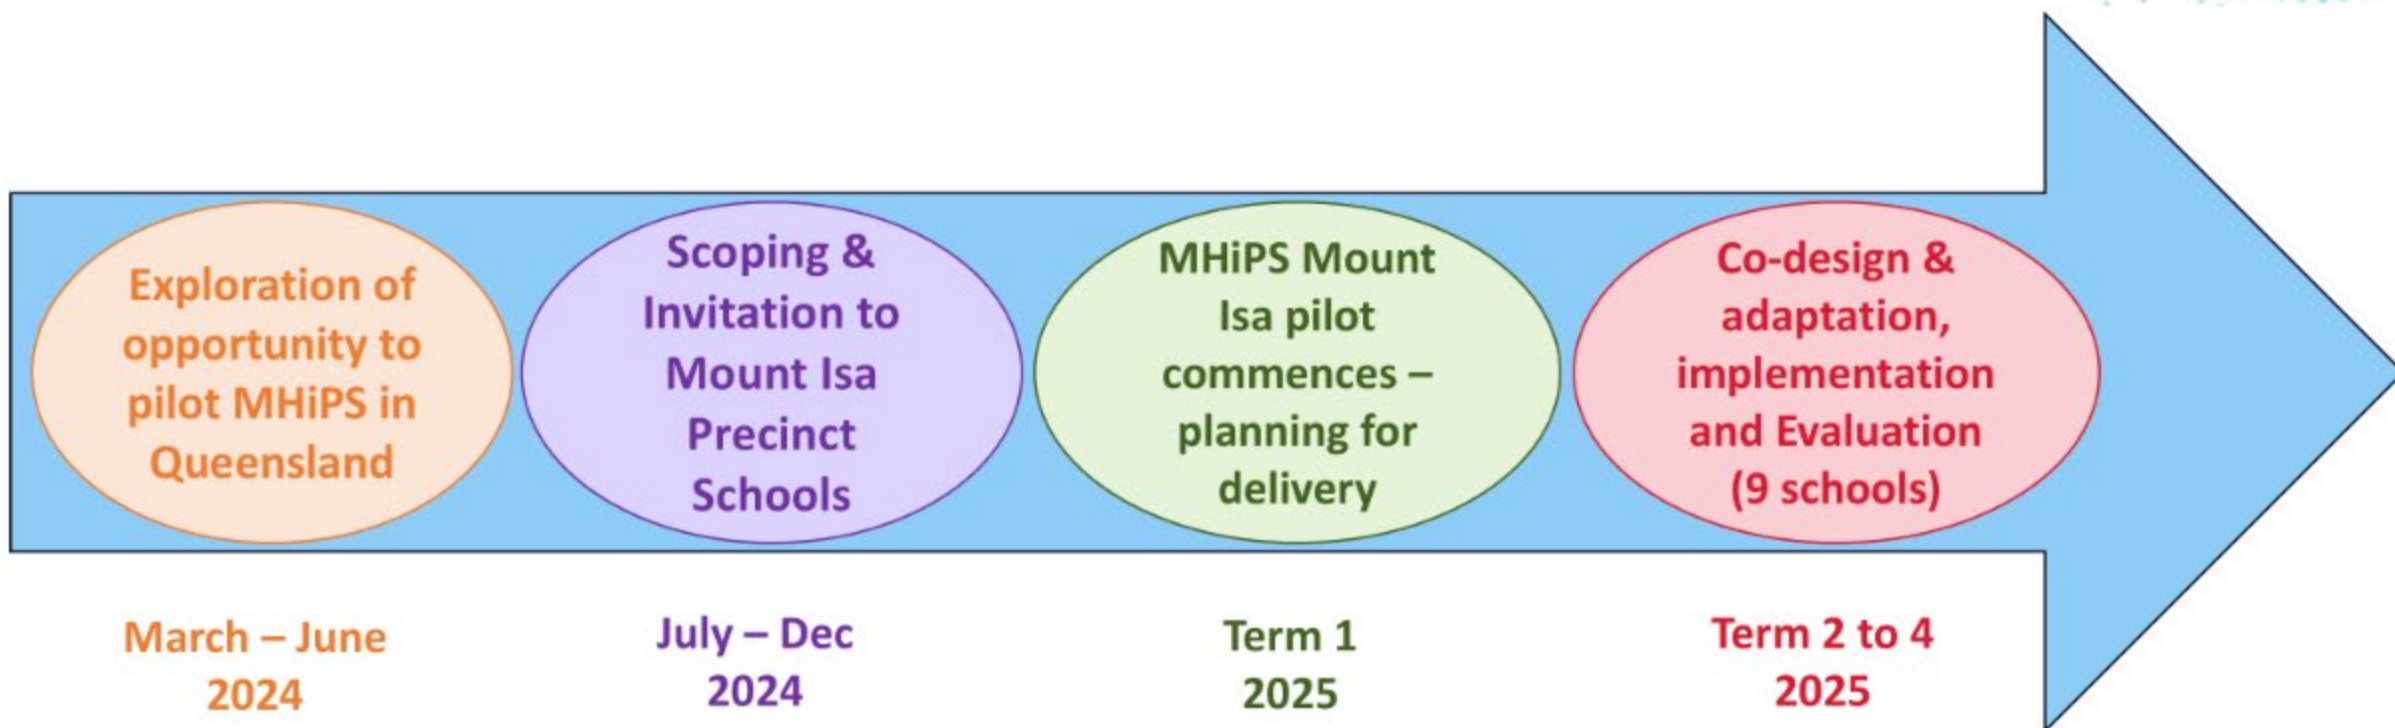 Exploration of
opportunity to
pilot MHiPS in
Queensland
Scoping &
Invitation to
Mount Isa
Precinct
Schools
MHiPS Mount
Isa pilot
commences –
planning for
delivery
Co-design &
adaptation,
implementation
and Evaluation
(9 schools)
March – June
2024
July – Dec
2024
Term 1
2025
Term 2 to 4
2025